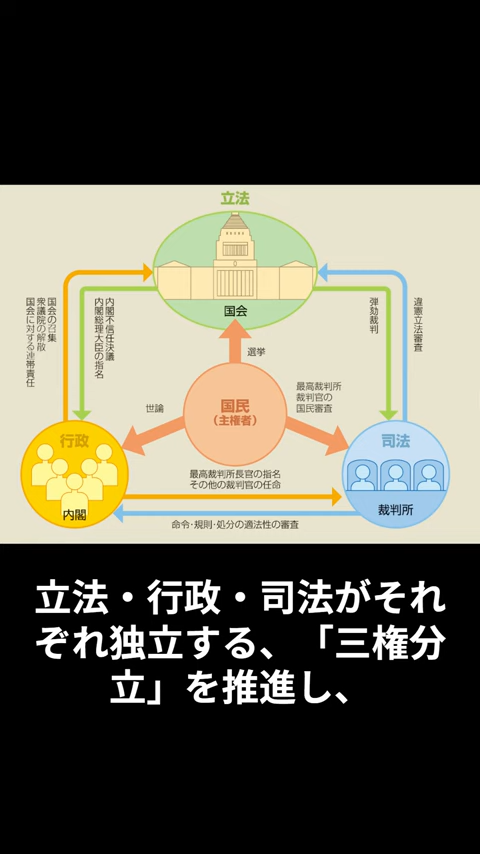 立法
国会
国会の召集
衆議院の解散
国会に対する連帯責任
内閣不信任決議
内閣総理大臣の指名
弾劾裁判
違憲立法審査
選挙
国民
(主権者)
世論
最高裁判所
裁判官の
国民審査
行政
内閣
司法
裁判所
最高裁判所長官の指名
その他の裁判官の任命
命令・規則・処分の適法性の審査
立法・行政・司法がそれ
ぞれ独立する、「三権分
立」を推進し、